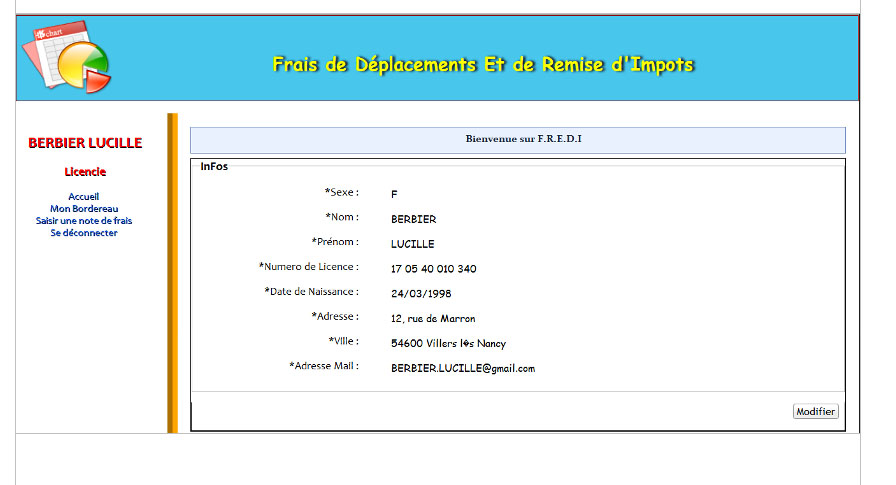 chart
Frais de Déplacements Et de Remise d'Impots
BERBIER LUCILLE
Licencie
Accueil
Mon Bordereau
Saisir une note de frais
Se déconnecter
Bienvenue sur F.R.E.D.I
InFos
*Sexe : F
*Nom : BERBIER
*Prénom : LUCILLE
*Numero de Licence : 17 05 40 010 340
*Date de Naissance : 24/03/1998
*Adresse : 12, rue de Marron
*Ville : 54600 Villers l�s Nancy
*Adresse Mail : BERBIER.LUCILLE@gmail.com
Modifier